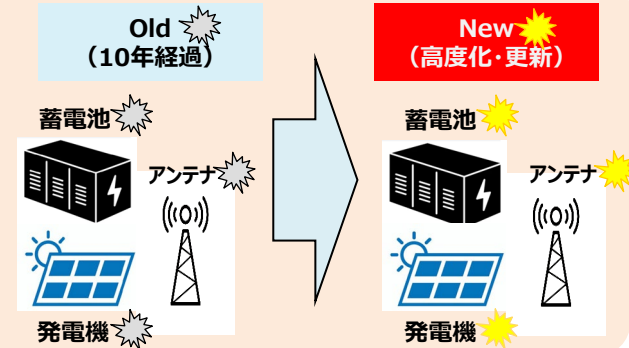 Old
（10年経過）
New
（高度化・更新）
蓄電池
アンテナ
発電機
蓄電池
アンテナ
発電機